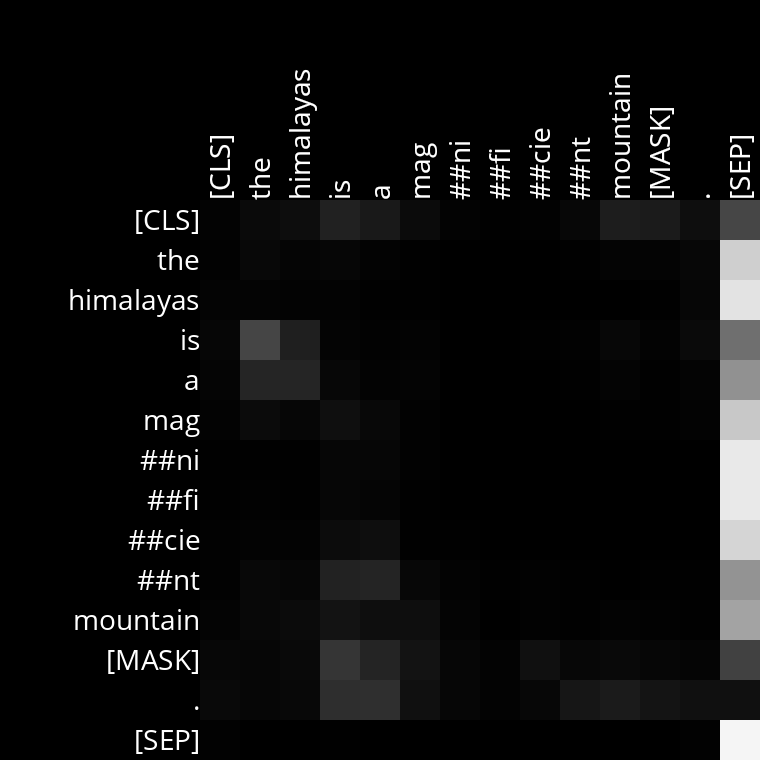 [CLS] the himalayas is a mag ##ni ##fi ##cie ##nt mountain [MASK] . [SEP]
[CLS]
the
himalayas
is
a
mag
##ni
##fi
##cie
##nt
mountain
[MASK]
.
[SEP]